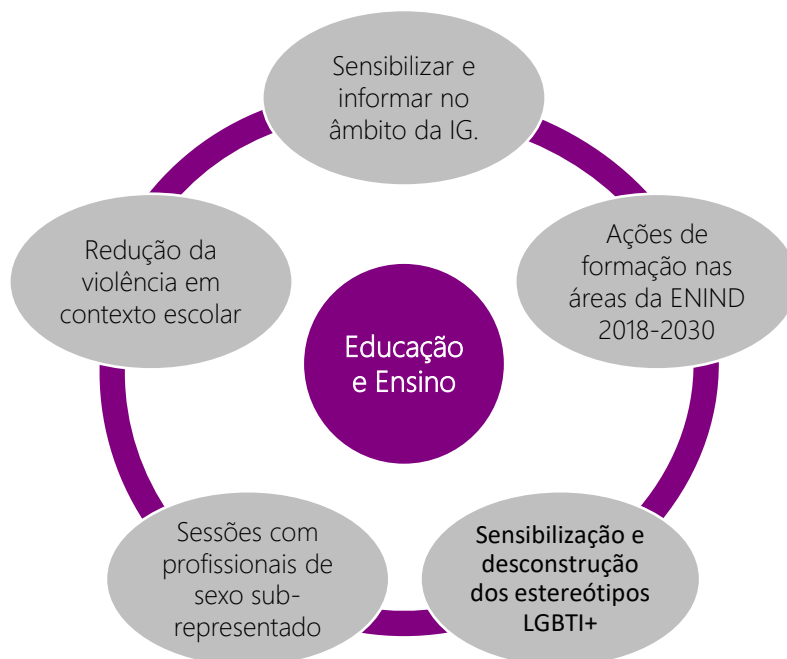 Sensibilizar e
informar no
âmbito da IG.
Ações de
formação nas
áreas da ENIND
2018-2030
Sensibilização e
desconstrução
dos estereótipos
LGBTI+
Sessões com
profissionais de
sexo sub-
representado
Redução da
violência em
contexto escolar
Educação
e Ensino